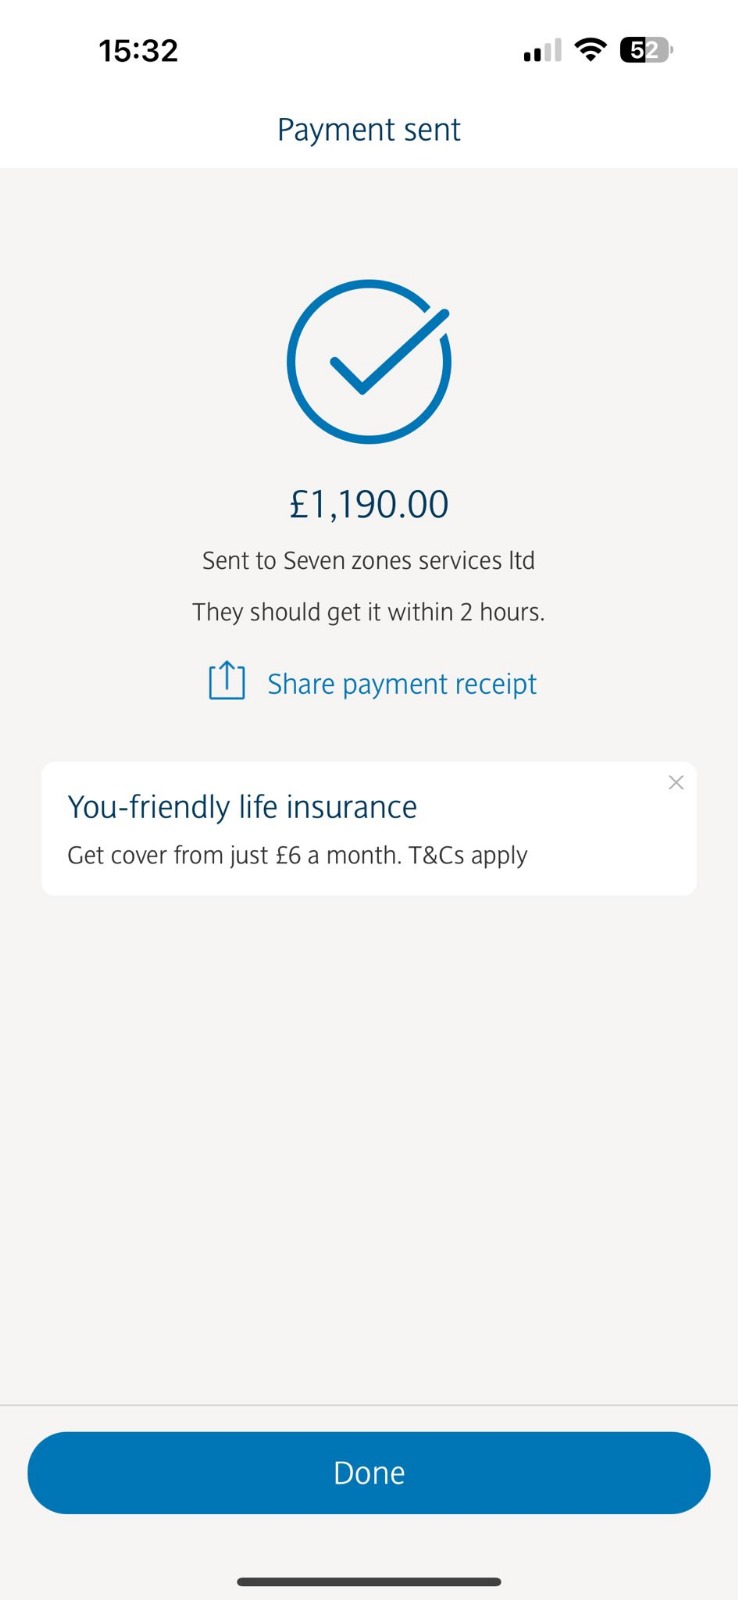 15:32
52
Payment sent
£1,190.00
Sent to Seven zones services ltd
They should get it within 2 hours.
Share payment receipt
You-friendly life insurance
Get cover from just £6 a month. T&Cs apply
Done